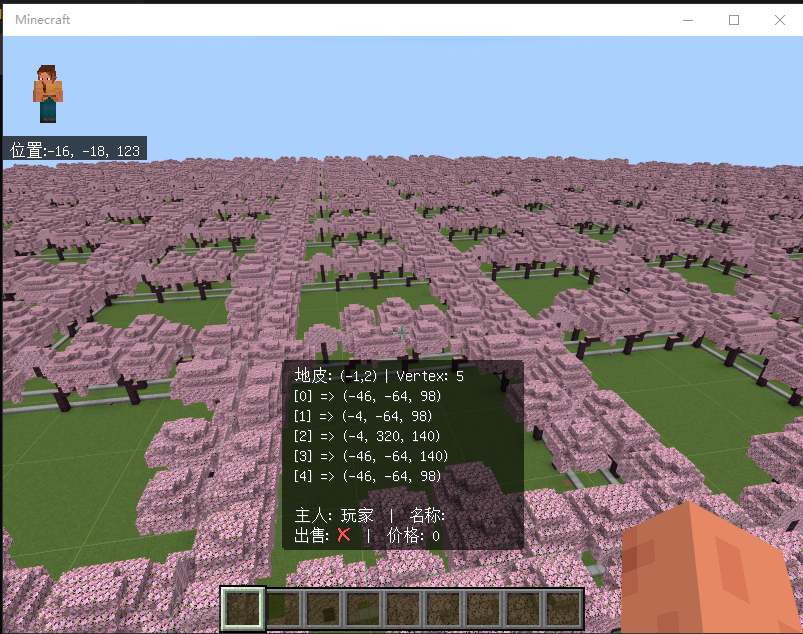 Minecraft
位置:-16, -18, 123
地皮: (-1,2) | Vertex: 5
[0] => (-46, -64, 98)
[1] => (-4, -64, 98)
[2] => (-4, 320, 140)
[3] => (-46, -64, 140)
[4] => (-46, -64, 98)
主人: 玩家 | 名称:
出售: ❌ | 价格: 0